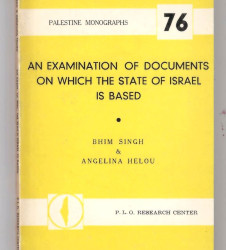 PALESTINE MONOGRAPHS
76
AN EXAMINATION OF DOCUMENTS
ON WHICH THE STATE OF ISRAEL
IS BASED
BHIM SINGH
&
ANGELINA HELOU
P. L. O. RESEARCH CENTER